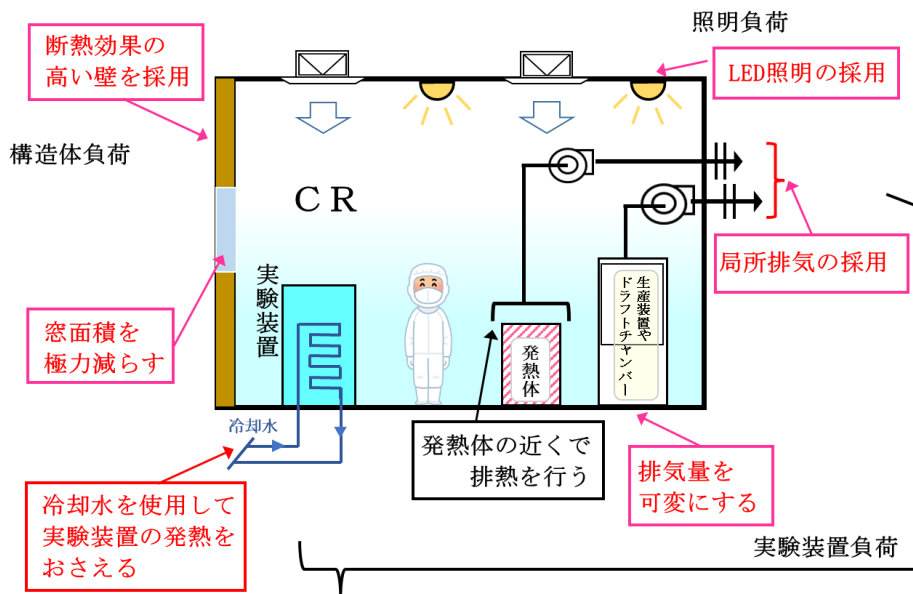 照明負荷
断熱効果の
高い壁を採用
LED照明の採用
構造体負荷
CR
局所排気の採用
実験装置
生産装置や
ドラフトチャンバー
窓面積を
極力減らす
発熱体
冷却水
発熱体の近くで
排熱を行う
排気量を
可変にする
冷却水を使用して
実験装置の発熱を
おさえる
実験装置負荷